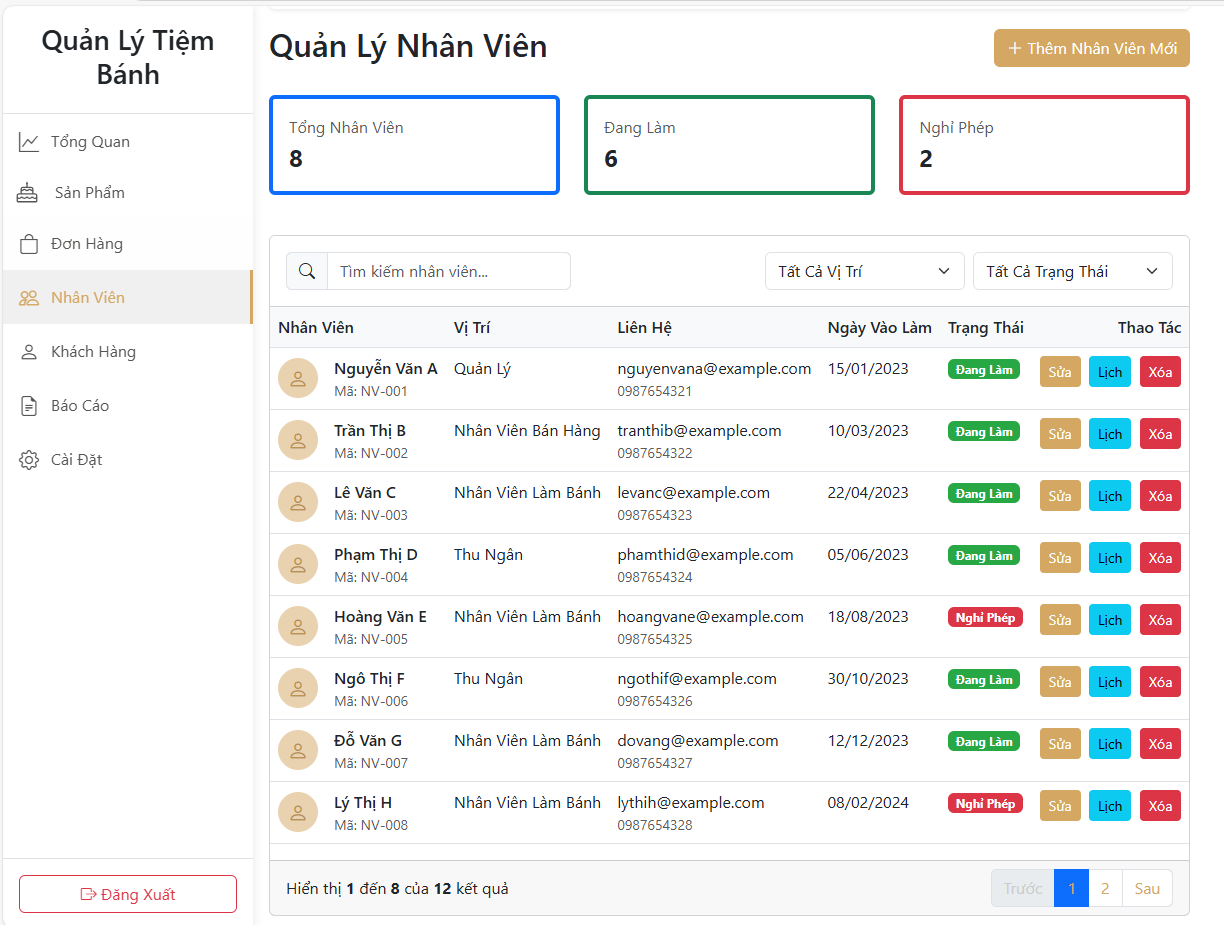 Quản Lý Tiệm
Bánh
Tổng Quan
Sản Phẩm
Đơn Hàng
Nhân Viên
Khách Hàng
Báo Cáo
Cài Đặt
Đăng Xuất
Quản Lý Nhân Viên
+ Thêm Nhân Viên Mới
Tổng Nhân Viên
8
Đang Làm
6
Nghỉ Phép
2
Tìm kiếm nhân viên...
Tất Cả Vị Trí
Tất Cả Trạng Thái
Nhân Viên Vị Trí Liên Hệ Ngày Vào Làm Trạng Thái Thao Tác
Nguyễn Văn A Quản Lý nguyenvana@example.com 15/01/2023 Đang Làm Sửa Lịch Xóa
Mã: NV-001 0987654321
Trần Thị B Nhân Viên Bán Hàng tranthib@example.com 10/03/2023 Đang Làm Sửa Lịch Xóa
Mã: NV-002 0987654322
Lê Văn C Nhân Viên Làm Bánh levanc@example.com 22/04/2023 Đang Làm Sửa Lịch Xóa
Mã: NV-003 0987654323
Phạm Thị D Thu Ngân phamthid@example.com 05/06/2023 Đang Làm Sửa Lịch Xóa
Mã: NV-004 0987654324
Hoàng Văn E Nhân Viên Làm Bánh hoangvane@example.com 18/08/2023 Nghỉ Phép Sửa Lịch Xóa
Mã: NV-005 0987654325
Ngô Thị F Thu Ngân ngothif@example.com 30/10/2023 Đang Làm Sửa Lịch Xóa
Mã: NV-006 0987654326
Đỗ Văn G Nhân Viên Làm Bánh dovang@example.com 12/12/2023 Đang Làm Sửa Lịch Xóa
Mã: NV-007 0987654327
Lý Thị H Nhân Viên Làm Bánh lythih@example.com 08/02/2024 Nghỉ Phép Sửa Lịch Xóa
Mã: NV-008 0987654328
Hiển thị 1 đến 8 của 12 kết quả
Trước 1 2 Sau